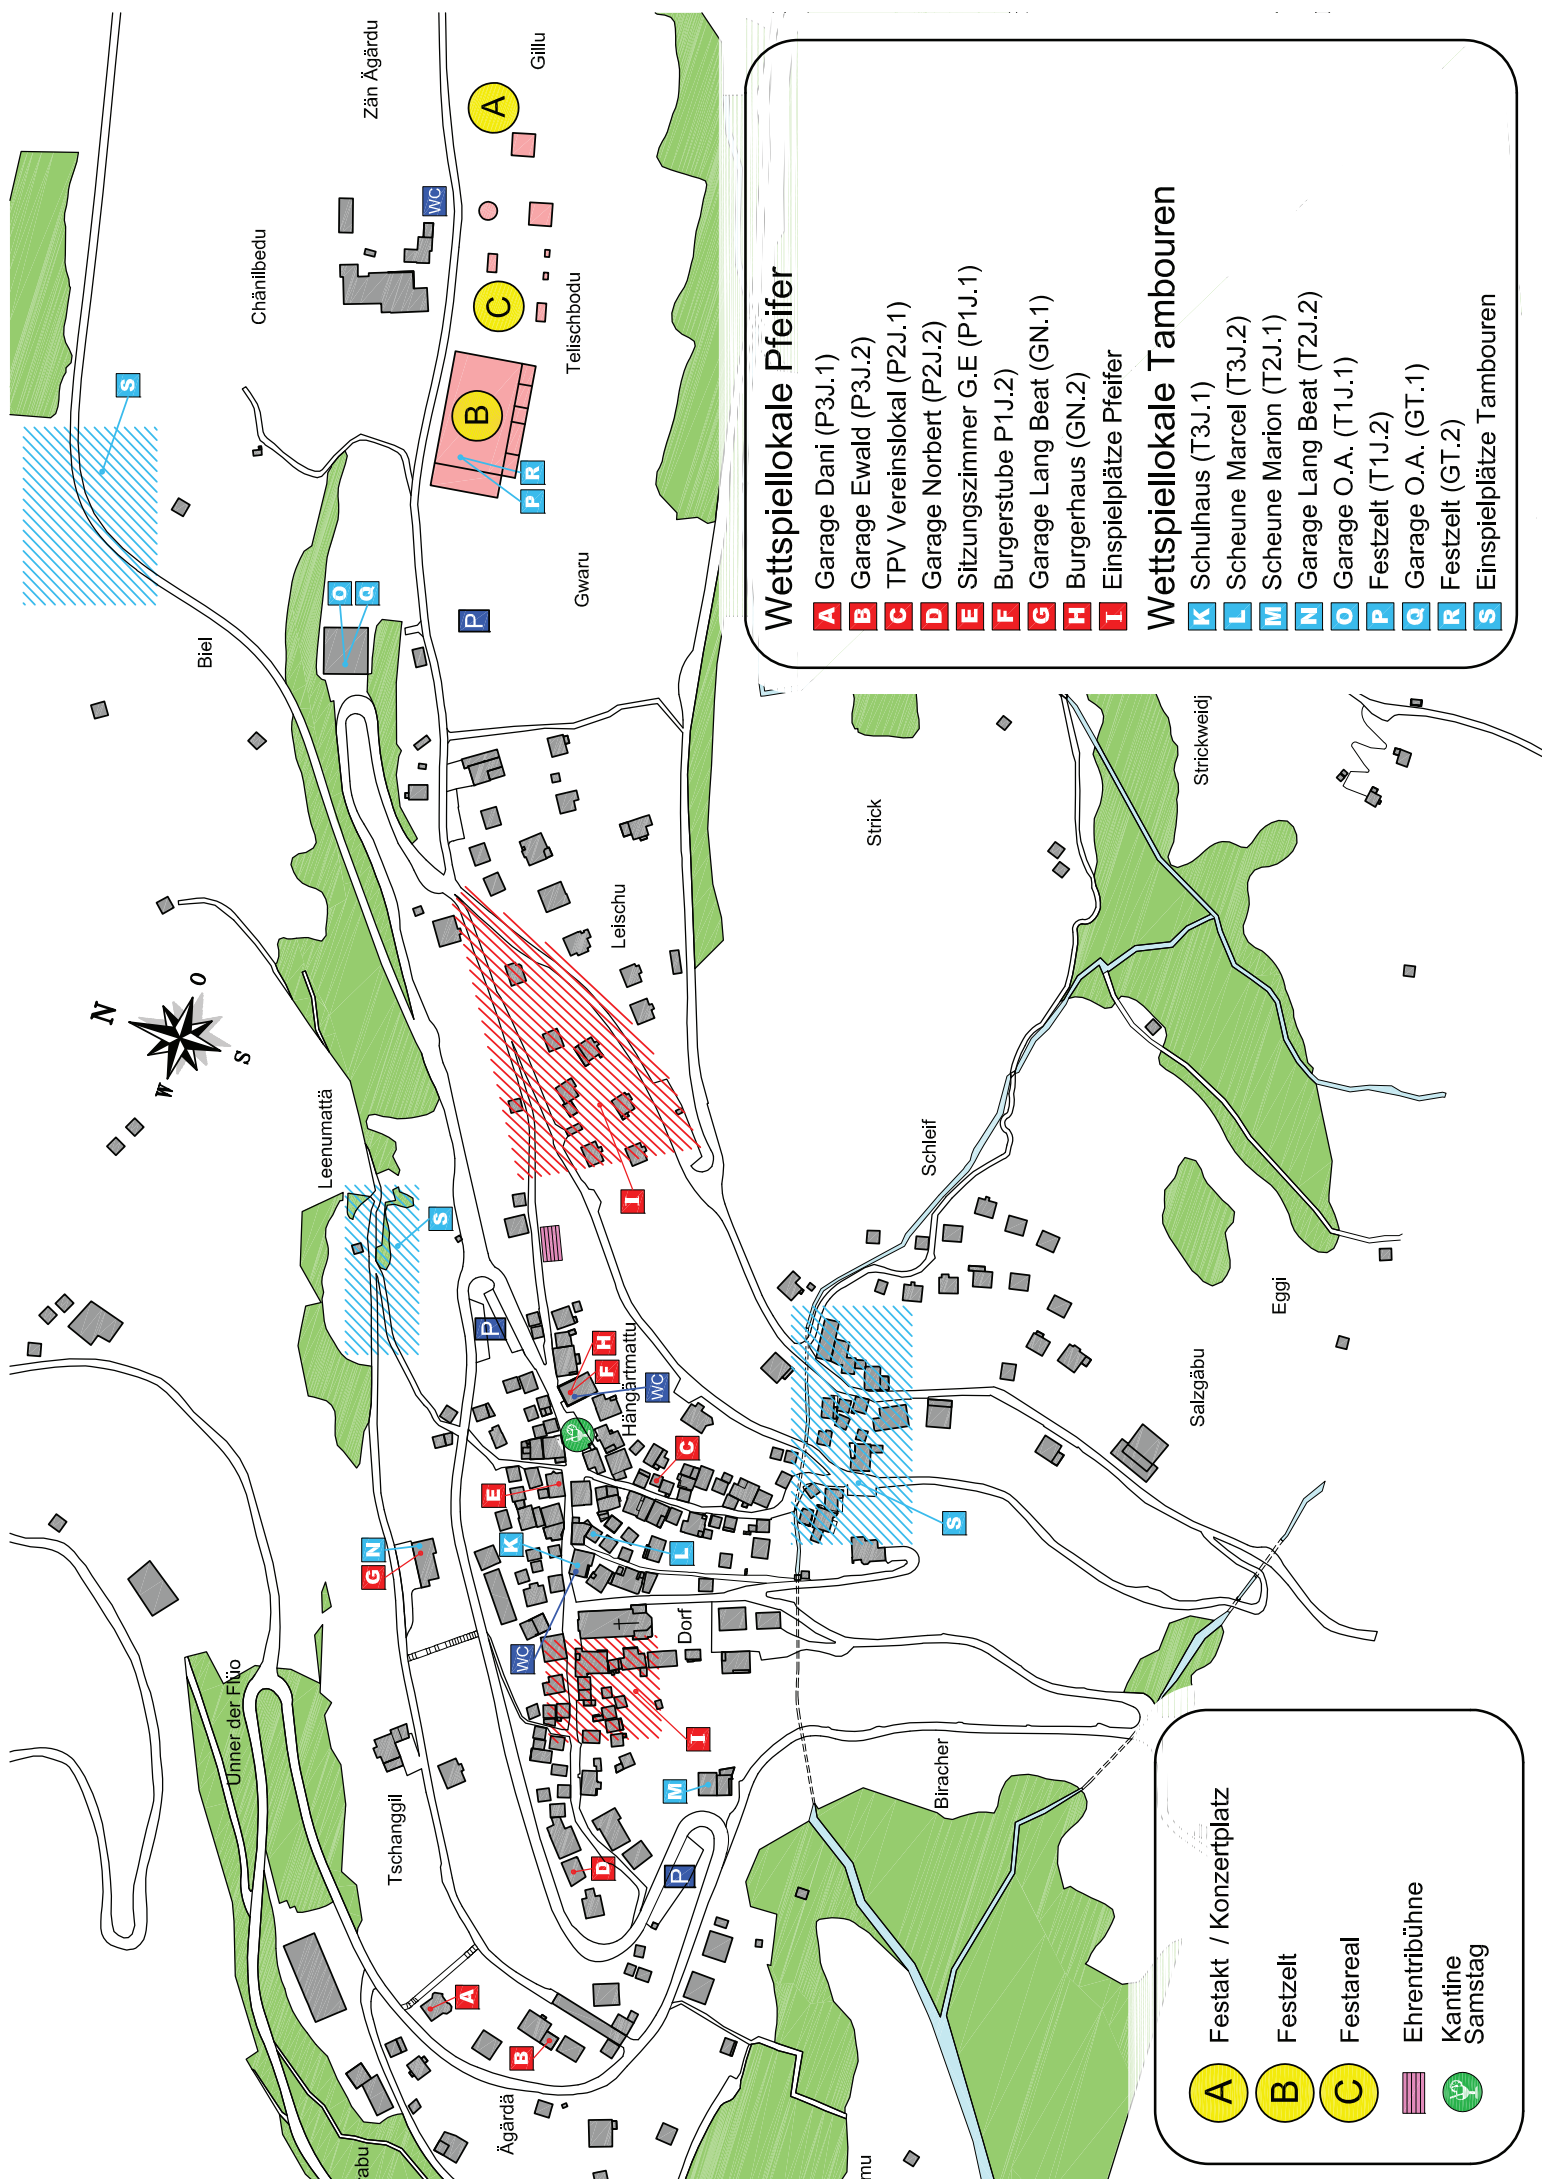 Wettspiellokale Pfeifer
A Garage Dani (P3J.1)
B Garage Ewald (P3J.2)
C TPV Vereinslokal (P2J.1)
D Garage Norbert (P2J.2)
E Sitzungszimmer G.E (P1J.1)
F Burgerstube P1J.2)
G Garage Lang Beat (GN.1)
H Burgerhaus (GN.2)
I Einspielplätze Pfeifer
Wettspiellokale Tambouren
K Schulhaus (T3J.1)
L Scheune Marcel (T3J.2)
M Scheune Marion (T2J.1)
N Garage Lang Beat (T2J.2)
O Garage O.A. (T1J.1)
P Festzelt (T1J.2)
Q Garage O.A. (GT.1)
R Festzelt (GT.2)
S Einspielplätze Tambouren
A Festakt / Konzertplatz
B Festzelt
C Festareal
Ehrentribühne
Kantine
Samstag
Zän Ägärdu
Gillu
Chänilbedu
Telischbodu
Gwaru
Biel
Strick
Strickweidj
Leischu
Leenumattä
Schleif
Eggi
Salzgäbu
Hängärtmattu
Dorf
Unner der Flüo
Tschanggil
Biracher
Ägärdä
abu
mu
N
O
S
W
A
B
C
WC
S
P
R
O
Q
P
I
S
P
H
F
WC
C
E
K
L
N
G
WC
S
I
M
D
P
A
B